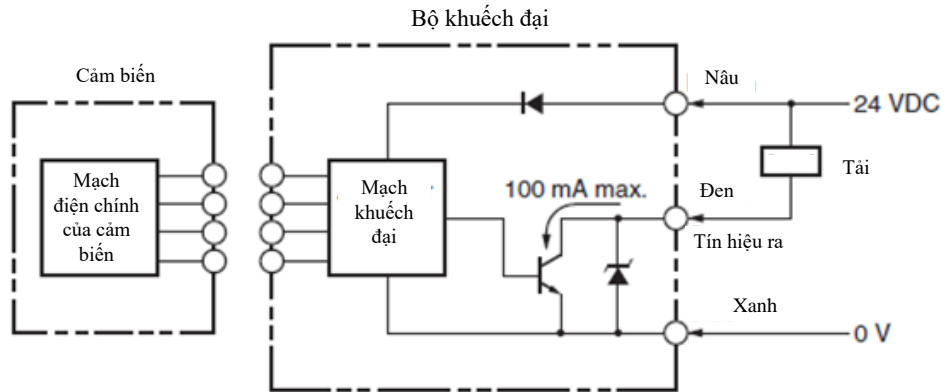 Bộ khuếch đại
Cảm biến
Nâu
24 VDC
Mạch
điện chính
của cảm
biến
Mạch
khuếch
đại
100 mA max.
Đen
Tải
Tín hiệu ra
Xanh
0 V